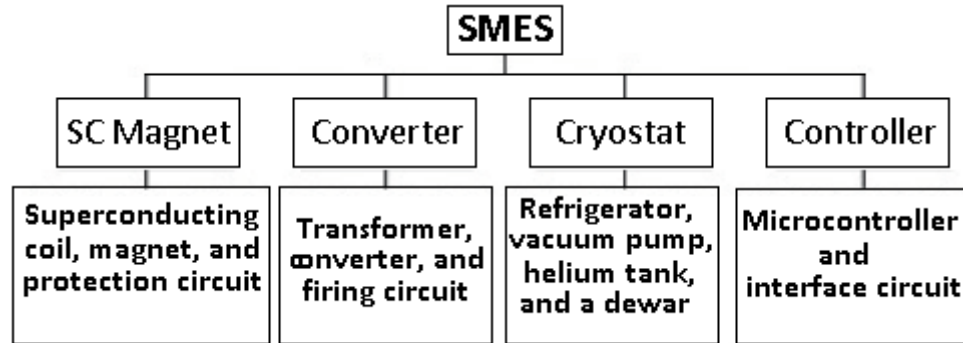 SMES
SC Magnet
Converter
Cryostat
Controller
Superconducting
coil, magnet, and
protection circuit
Transformer,
converter, and
firing circuit
Refrigerator,
vacuum pump,
helium tank,
and a dewar
Microcontroller
and
interface circuit